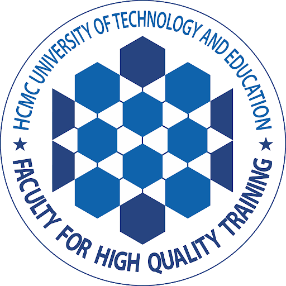 HCMC UNIVERSITY OF TECHNOLOGY AND EDUCATION
FACULTY FOR HIGH QUALITY TRAINING